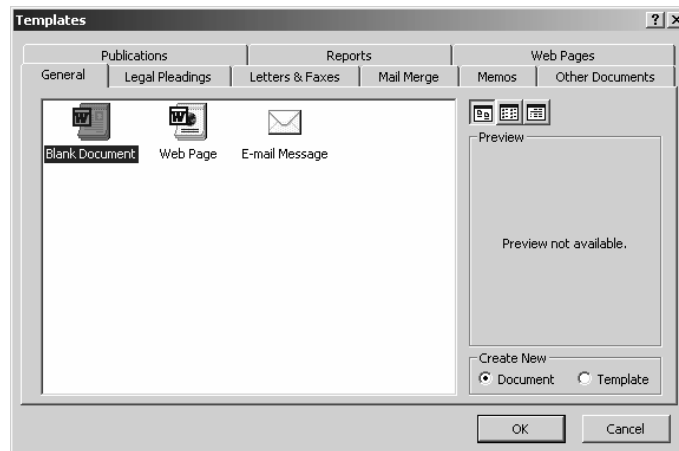 Templates
Publications Reports Web Pages
General Legal Pleadings Letters & Faxes Mail Merge Memos Other Documents
Blank Document Web Page E-mail Message
Preview
Preview not available.
Create New
Document Template
OK Cancel